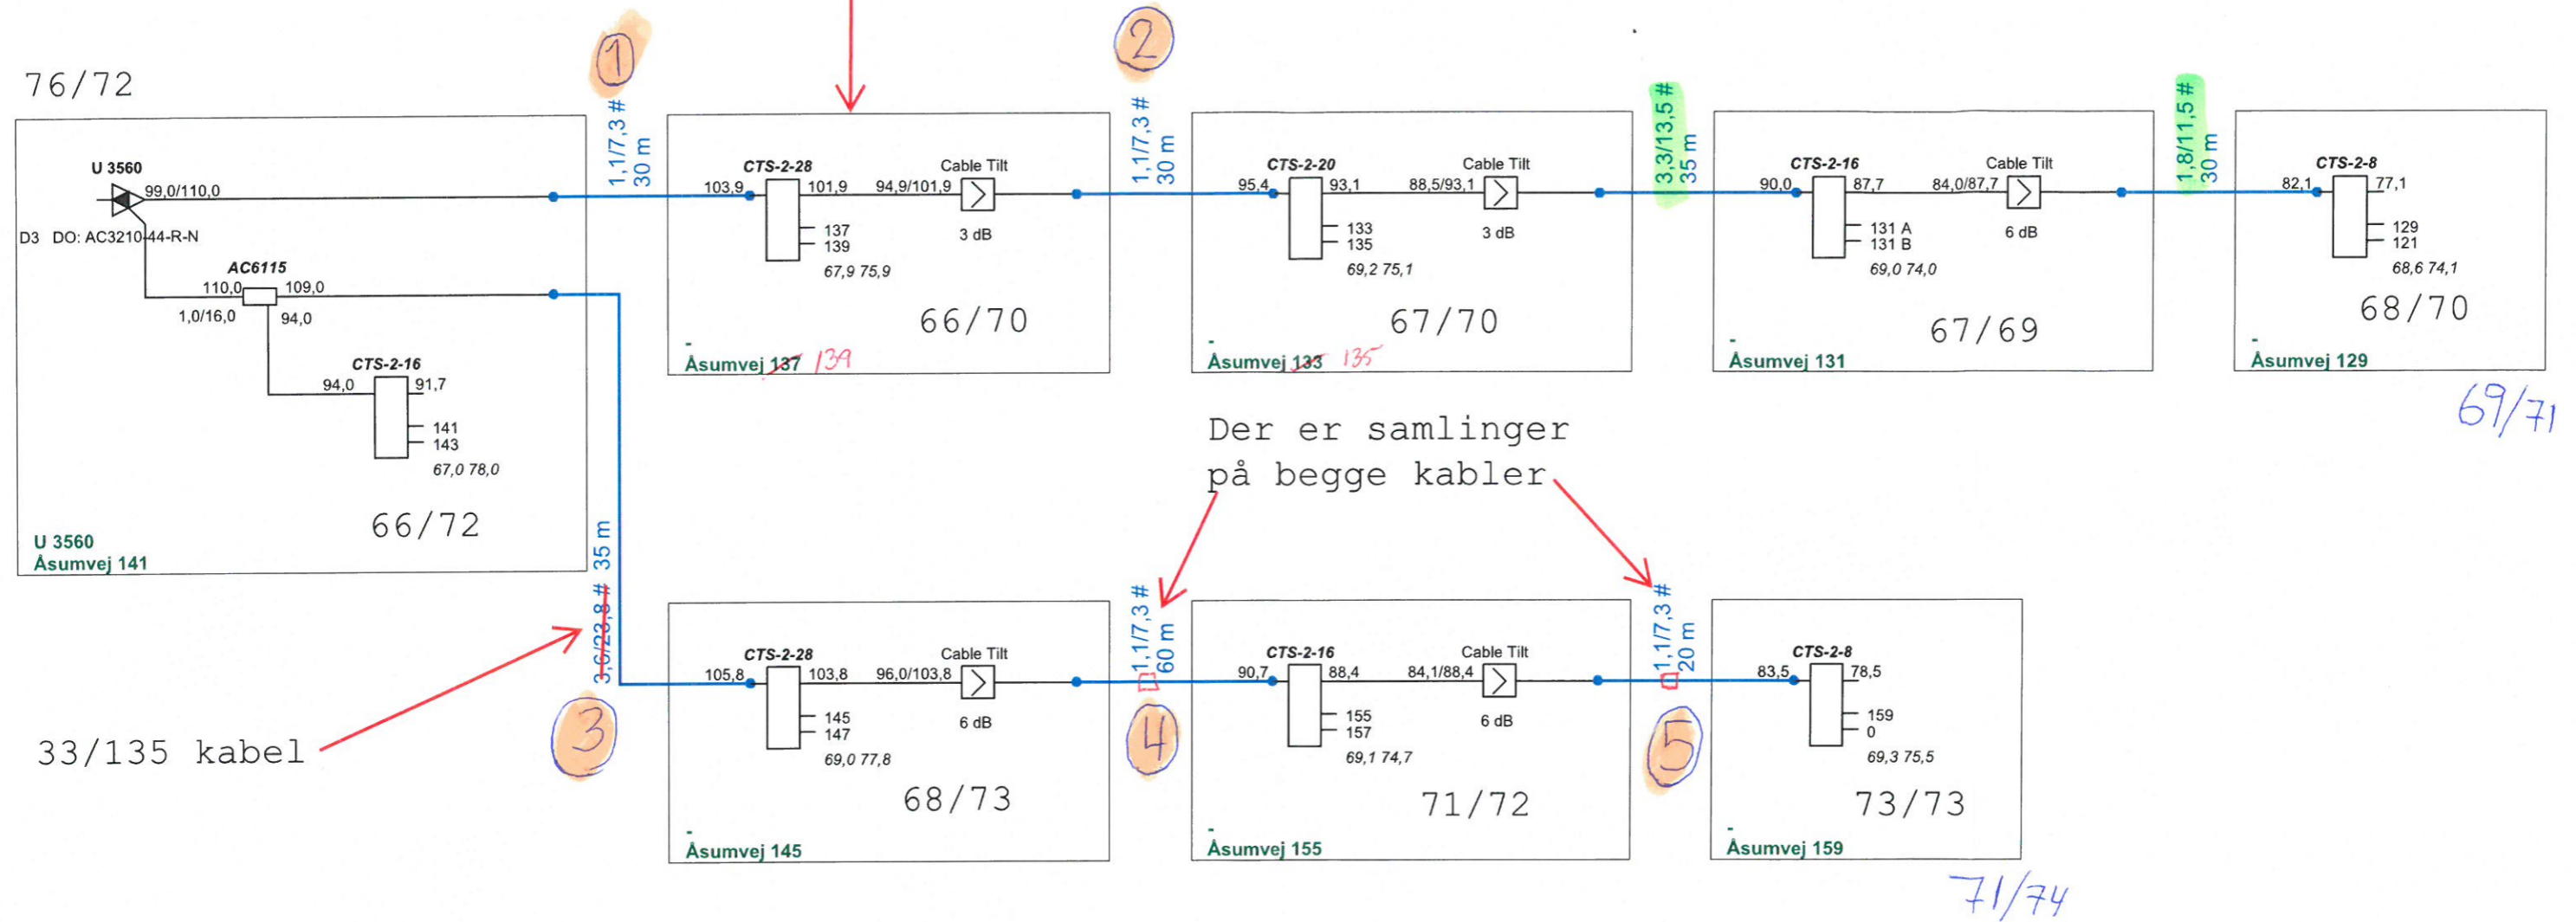 76/72
U 3560
99,0/110,0
D3 DO: AC3210-44-R-N
AC6115
110,0
109,0
1,0/16,0
94,0
CTS-2-16
94,0
91,7
141
143
67,0 78,0
66/72
U 3560
Åsumvej 141
1
1,1/7,3 #
30 m
CTS-2-28
103,9
101,9
137
139
67,9 75,9
94,9/101,9
Cable Tilt
3 dB
66/70
-
Åsumvej 137 139
2
1,1/7,3 #
30 m
CTS-2-20
95,4
93,1
133
135
69,2 75,1
88,5/93,1
Cable Tilt
3 dB
67/70
-
Åsumvej 133 135
3,3/13,5 #
35 m
CTS-2-16
90,0
87,7
131 A
131 B
69,0 74,0
84,0/87,7
Cable Tilt
6 dB
67/69
-
Åsumvej 131
1,8/11,5 #
30 m
CTS-2-8
82,1
77,1
129
121
68,6 74,1
68/70
-
Åsumvej 129
69/71
Der er samlinger
på begge kabler
3,6/23,8 # 35 m
3
33/135 kabel
CTS-2-28
105,8
103,8
145
147
69,0 77,8
96,0/103,8
Cable Tilt
6 dB
68/73
-
Åsumvej 145
1,1/7,3 #
60 m
4
CTS-2-16
90,7
88,4
155
157
69,1 74,7
84,1/88,4
Cable Tilt
6 dB
71/72
-
Åsumvej 155
1,1/7,3 #
20 m
5
CTS-2-8
83,5
78,5
159
0
69,3 75,5
73/73
-
Åsumvej 159
71/74